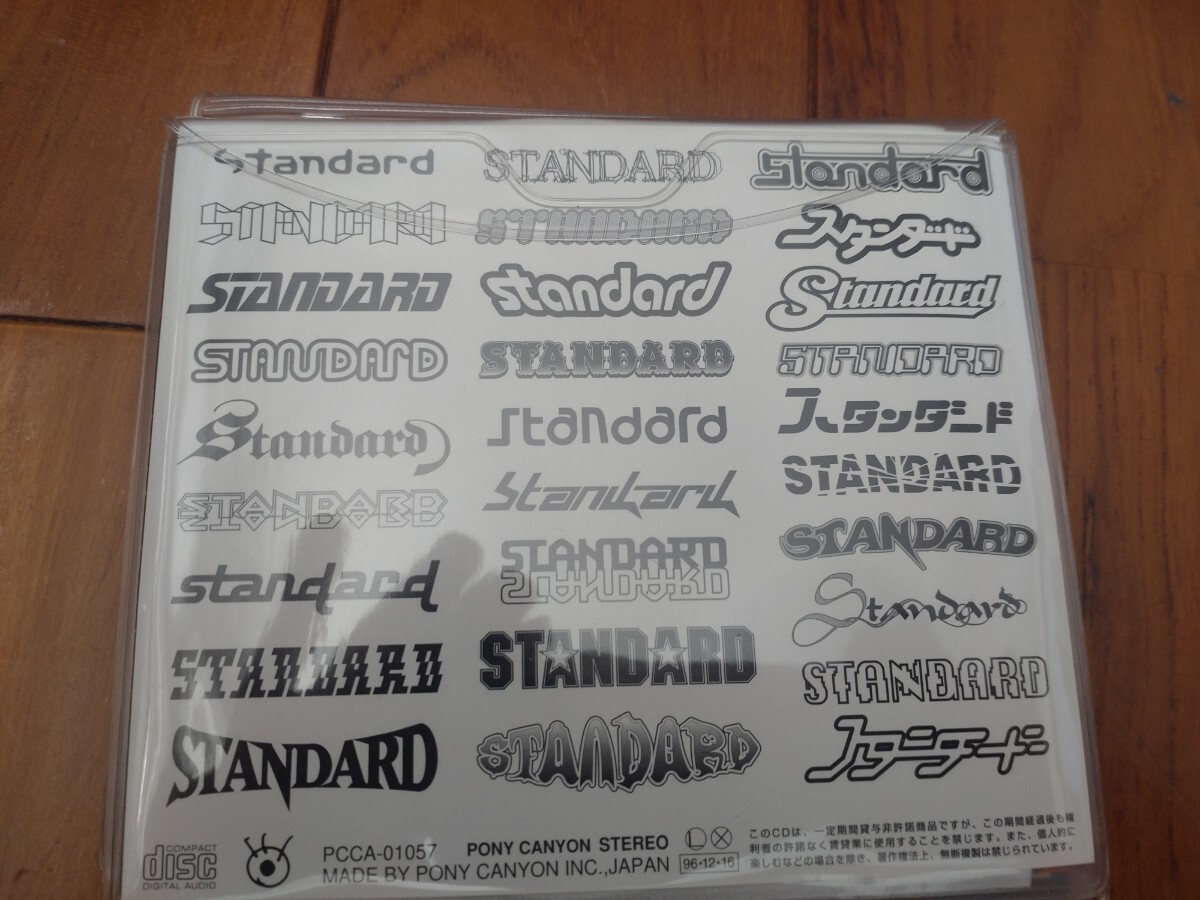 standard
STANDARD
STANDARD
STANDARD
Standard
STANDARD
standard
STANDARD
STANDARD
STANDARD
STANDARD
standard
STANDARD
standard
Standard
STANDARD
STANDARD
STANDARD
standard
スタンダード
Standard
STANDARD
スタンダード
STANDARD
STANDARD
Standard
STANDARD
スタンダード
COMPACT
disc
DIGITAL AUDIO
PCCA-01057 PONY CANYON STEREO
MADE BY PONY CANYON INC.,JAPAN
Ⓛ Ⓧ
96・12・16
このCDは、一定期間貸与非許諾商品ですが、この期間経過後も権
利者の許諾なく賃貸業に使用することを禁じます。また、個人的に
楽しむなどの場合を除き、著作権法上、無断複製は禁じられています。